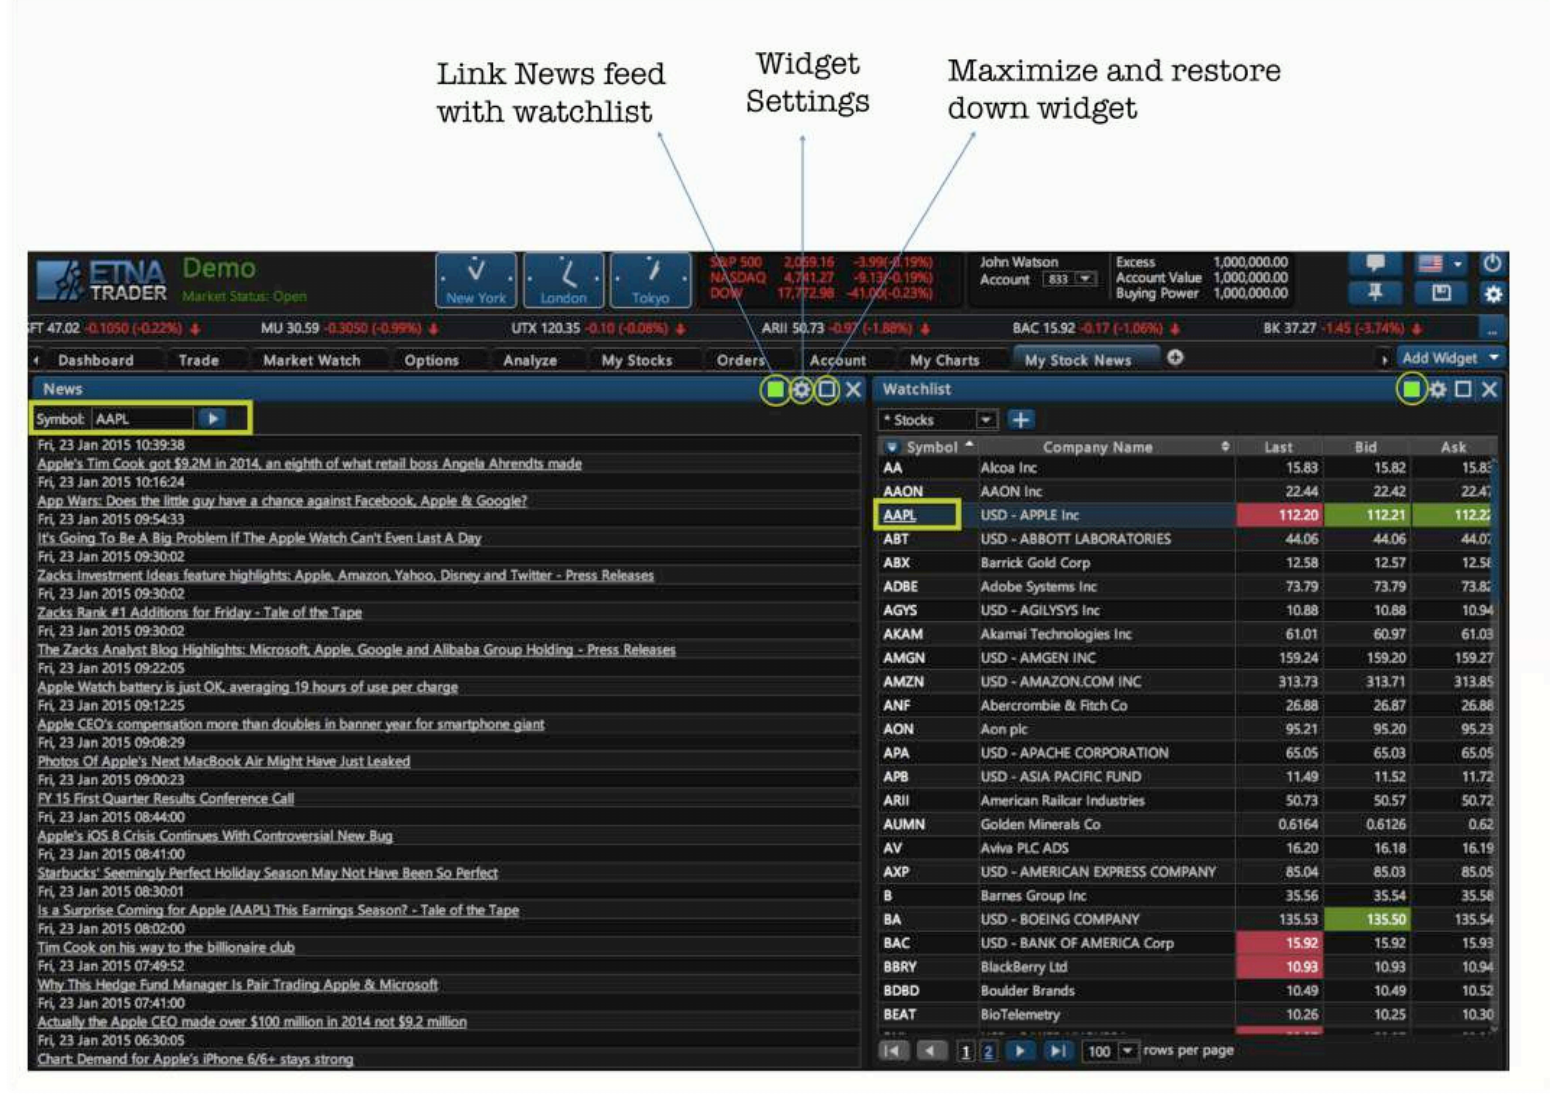 Link News feed
with watchlist
Widget
Settings
Maximize and restore
down widget
ETNA
TRADER
Demo
Market Status: Open
New York
London
Tokyo
S&P 500 2,059.16 -3.99(-0.19%)
NASDAQ 4,741.27 -9.13(-0.19%)
DOW 17,772.98 -41.00(-0.23%)
John Watson
Account 833
Excess 1,000,000.00
Account Value 1,000,000.00
Buying Power 1,000,000.00
SFT 47.02 -0.1050 (-0.22%) MU 30.59 -0.3050 (-0.99%) UTX 120.35 -0.10 (-0.08%) ARII 50.73 -0.97 (-1.88%) BAC 15.92 -0.17 (-1.06%) BK 37.27 -1.45 (-3.74%) ...
Dashboard Trade Market Watch Options Analyze My Stocks Orders Account My Charts My Stock News Add Widget
News
Symbol: AAPL
Fri, 23 Jan 2015 10:39:38
Apple's Tim Cook got $9.2M in 2014, an eighth of what retail boss Angela Ahrendts made
Fri, 23 Jan 2015 10:16:24
App Wars: Does the little guy have a chance against Facebook, Apple & Google?
Fri, 23 Jan 2015 09:54:33
It's Going To Be A Big Problem If The Apple Watch Can't Even Last A Day
Fri, 23 Jan 2015 09:30:02
Zacks Investment Ideas feature highlights: Apple, Amazon, Yahoo, Disney and Twitter - Press Releases
Fri, 23 Jan 2015 09:30:02
Zacks Rank #1 Additions for Friday - Tale of the Tape
Fri, 23 Jan 2015 09:30:02
The Zacks Analyst Blog Highlights: Microsoft, Apple, Google and Alibaba Group Holding - Press Releases
Fri, 23 Jan 2015 09:22:05
Apple Watch battery is just OK, averaging 19 hours of use per charge
Fri, 23 Jan 2015 09:12:25
Apple CEO's compensation more than doubles in banner year for smartphone giant
Fri, 23 Jan 2015 09:08:29
Photos Of Apple's Next MacBook Air Might Have Just Leaked
Fri, 23 Jan 2015 09:00:23
FY 15 First Quarter Results Conference Call
Fri, 23 Jan 2015 08:44:00
Apple's iOS 8 Crisis Continues With Controversial New Bug
Fri, 23 Jan 2015 08:41:00
Starbucks' Seemingly Perfect Holiday Season May Not Have Been So Perfect
Fri, 23 Jan 2015 08:30:01
Is a Surprise Coming for Apple (AAPL) This Earnings Season? - Tale of the Tape
Fri, 23 Jan 2015 08:02:00
Tim Cook on his way to the billionaire club
Fri, 23 Jan 2015 07:49:52
Why This Hedge Fund Manager Is Pair Trading Apple & Microsoft
Fri, 23 Jan 2015 07:41:00
Actually the Apple CEO made over $100 million in 2014 not $9.2 million
Fri, 23 Jan 2015 06:30:05
Chart: Demand for Apple's iPhone 6/6+ stays strong
Watchlist
* Stocks
Symbol Company Name Last Bid Ask
AA Alcoa Inc 15.83 15.82 15.83
AAON AAON Inc 22.44 22.42 22.47
AAPL USD - APPLE Inc 112.20 112.21 112.22
ABT USD - ABBOTT LABORATORIES 44.06 44.06 44.07
ABX Barrick Gold Corp 12.58 12.57 12.58
ADBE Adobe Systems Inc 73.79 73.79 73.82
AGYS USD - AGILYSYS Inc 10.88 10.88 10.94
AKAM Akamai Technologies Inc 61.01 60.97 61.03
AMGN USD - AMGEN INC 159.24 159.20 159.27
AMZN USD - AMAZON.COM INC 313.73 313.71 313.85
ANF Abercrombie & Fitch Co 26.88 26.87 26.88
AON Aon plc 95.21 95.20 95.23
APA USD - APACHE CORPORATION 65.05 65.03 65.05
APB USD - ASIA PACIFIC FUND 11.49 11.52 11.72
ARII American Railcar Industries 50.73 50.57 50.72
AUMN Golden Minerals Co 0.6164 0.6126 0.62
AV Aviva PLC ADS 16.20 16.18 16.19
AXP USD - AMERICAN EXPRESS COMPANY 85.04 85.03 85.05
B Barnes Group Inc 35.56 35.54 35.58
BA USD - BOEING COMPANY 135.53 135.50 135.54
BAC USD - BANK OF AMERICA Corp 15.92 15.92 15.93
BBRY BlackBerry Ltd 10.93 10.93 10.94
BDBD Boulder Brands 10.49 10.49 10.52
BEAT BioTelemetry 10.26 10.25 10.30
1 2 100 rows per page